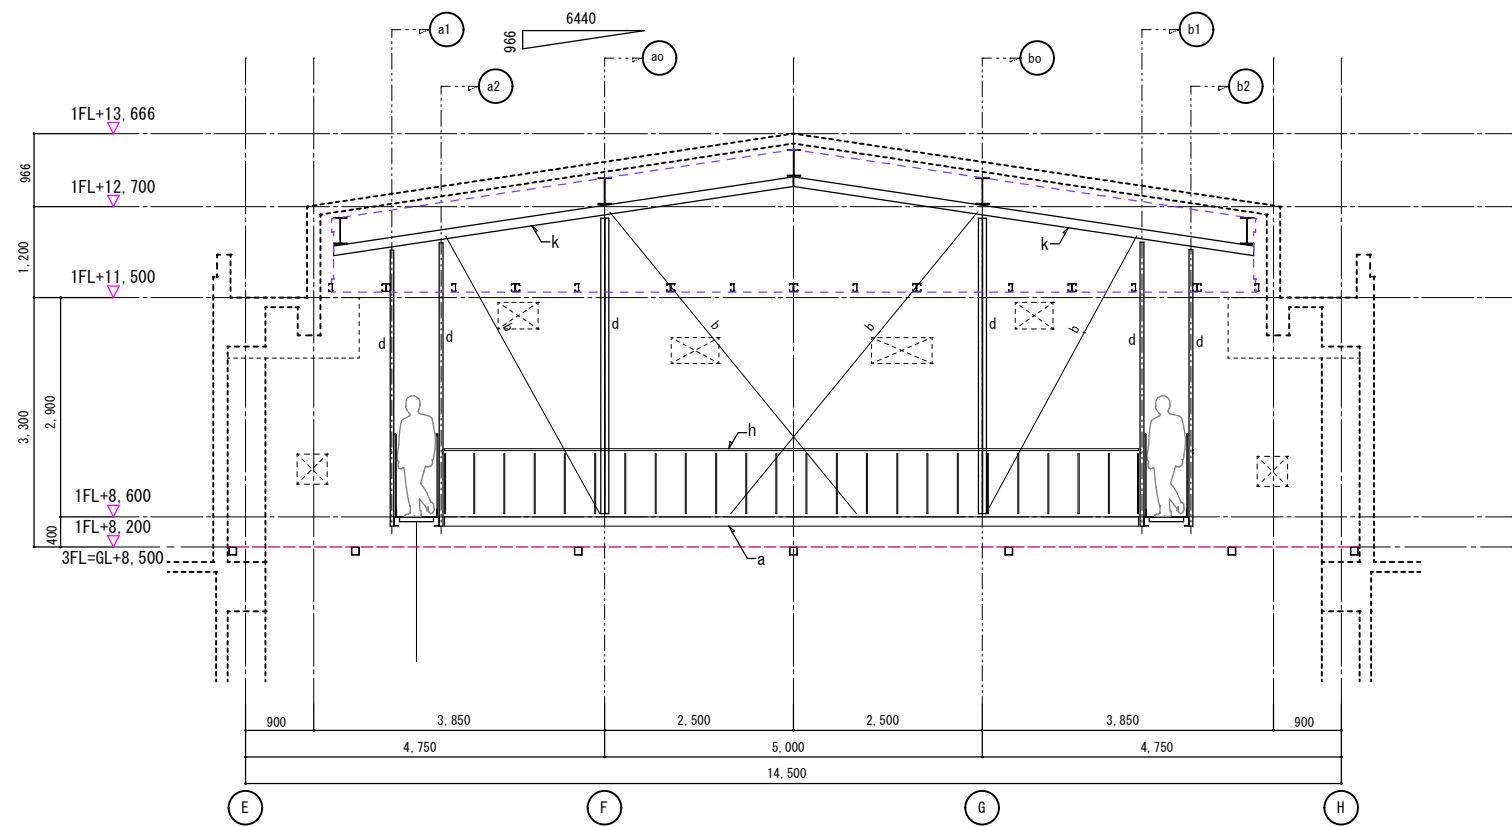 6440
966
a1
b1
ao
bo
a2
b2
1FL+13, 666
966
1FL+12, 700
k
k
1, 200
1FL+11, 500
d
d
b
d
b
b
d
b
d
d
3, 300
2, 900
h
1FL+8, 600
400
1FL+8, 200
3FL=GL+8, 500
a
900
3, 850
2, 500
2, 500
3, 850
900
4, 750
5, 000
4, 750
14, 500
E
F
G
H